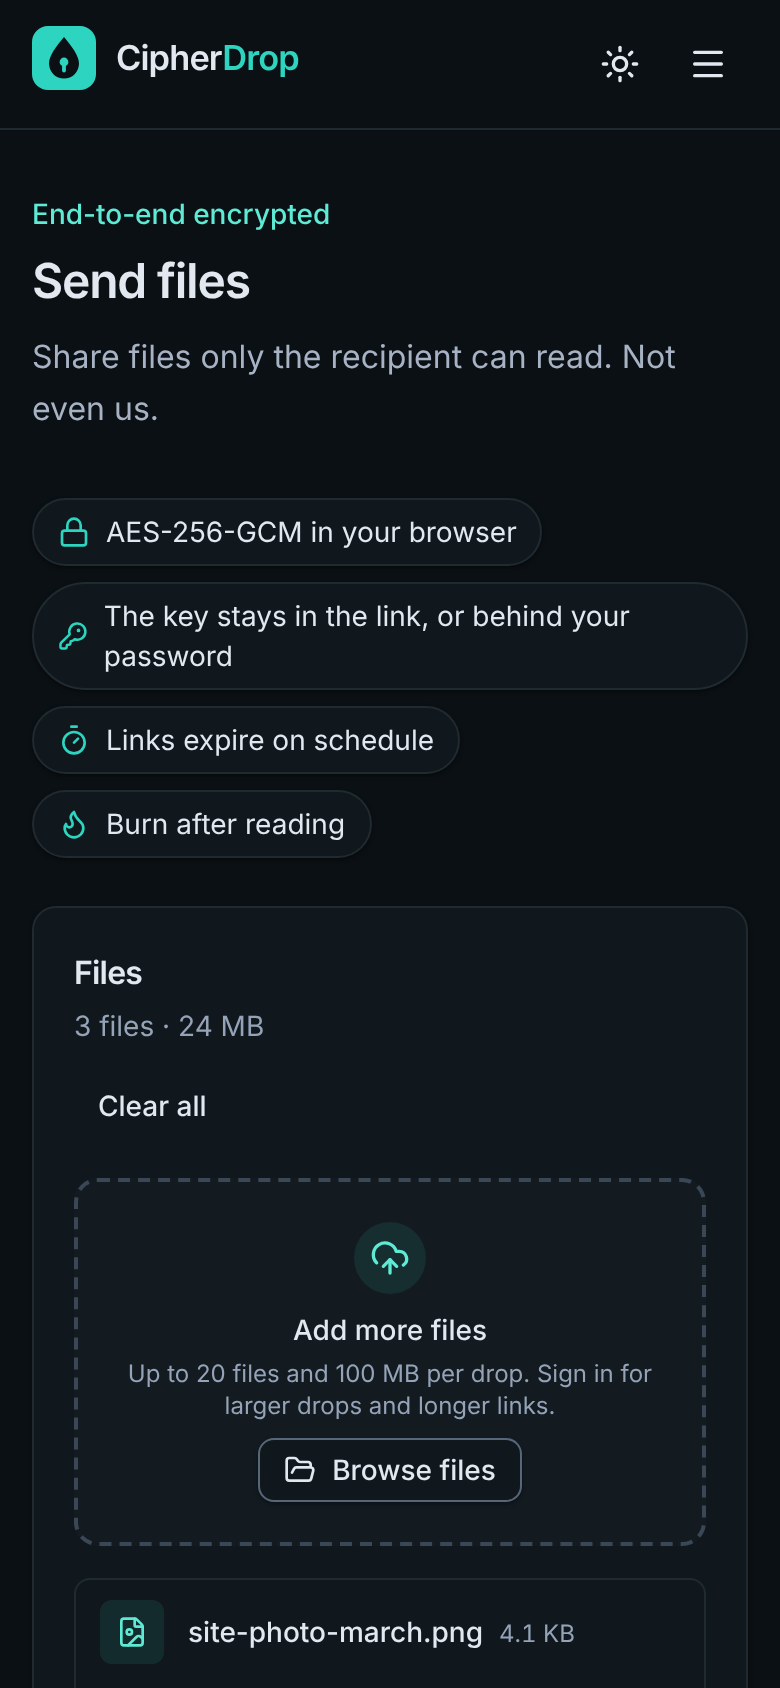 CipherDrop
End-to-end encrypted
Send files
Share files only the recipient can read. Not
even us.
AES-256-GCM in your browser
The key stays in the link, or behind your
password
Links expire on schedule
Burn after reading
Files
3 files · 24 MB
Clear all
Add more files
Up to 20 files and 100 MB per drop. Sign in for
larger drops and longer links.
Browse files
site-photo-march.png 4.1 KB